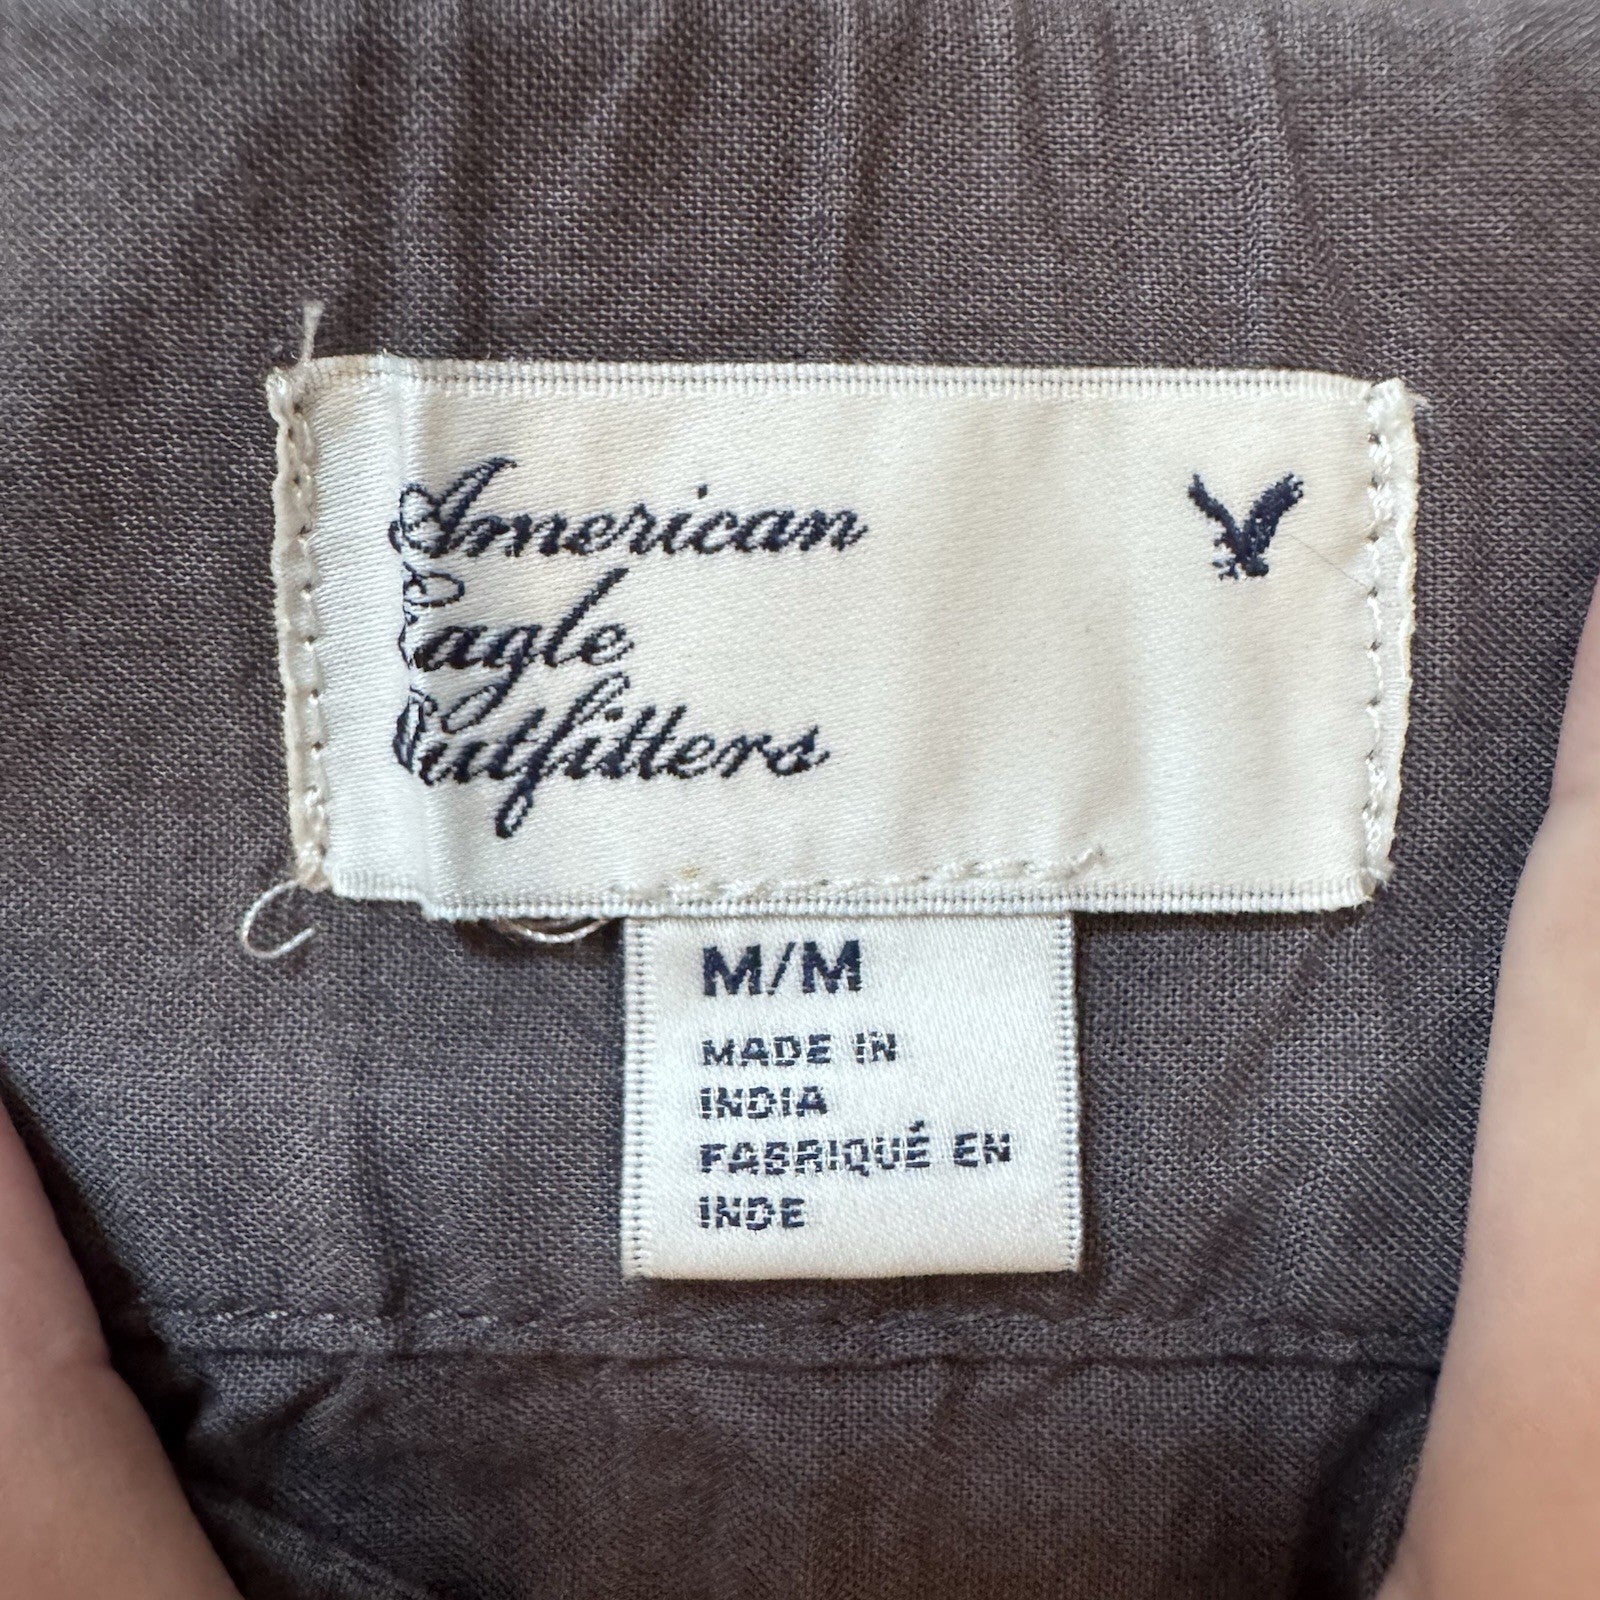 American
Eagle
Outfitters
M/M
MADE IN
INDIA
FABRIQUÉ EN
INDE